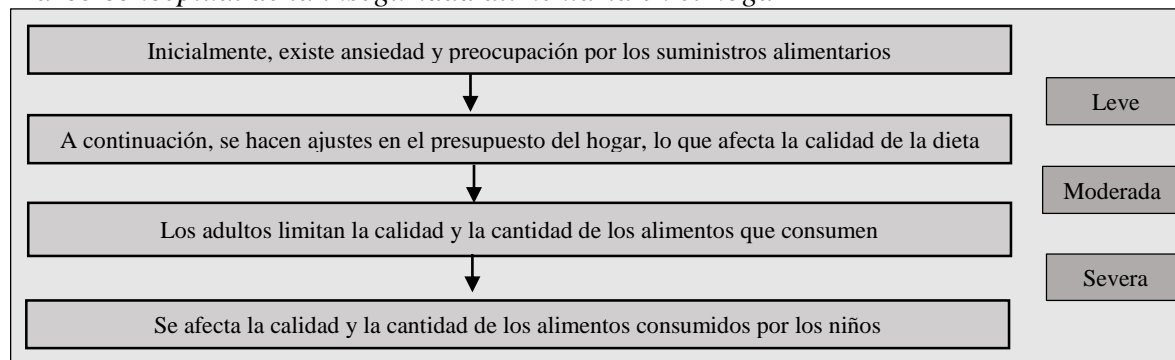 Inicialmente, existe ansiedad y preocupación por los suministros alimentarios
Leve
A continuación, se hacen ajustes en el presupuesto del hogar, lo que afecta la calidad de la dieta
Moderada
Los adultos limitan la calidad y la cantidad de los alimentos que consumen
Severa
Se afecta la calidad y la cantidad de los alimentos consumidos por los niños